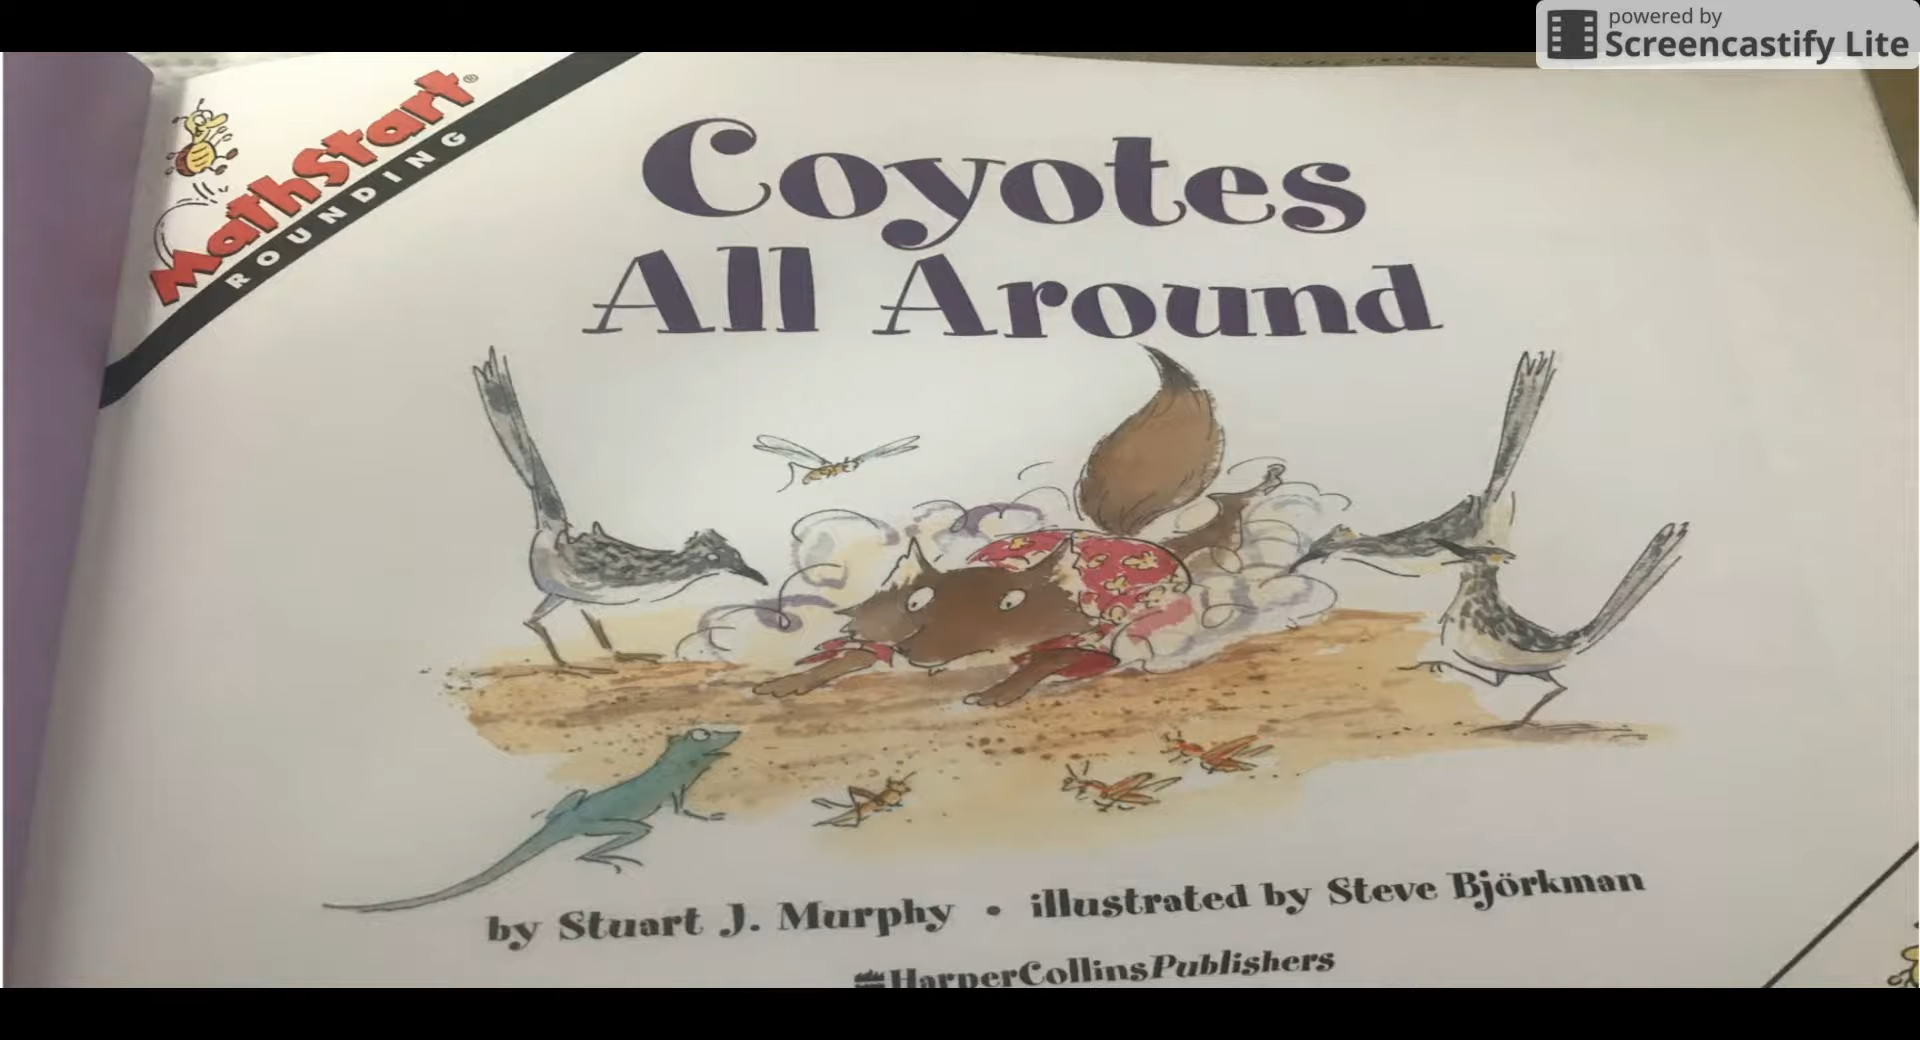 powered by
Screencastify Lite
MathStart®
ROUNDING
Coyotes
All Around
by Stuart J. Murphy • illustrated by Steve Björkman
HarperCollinsPublishers